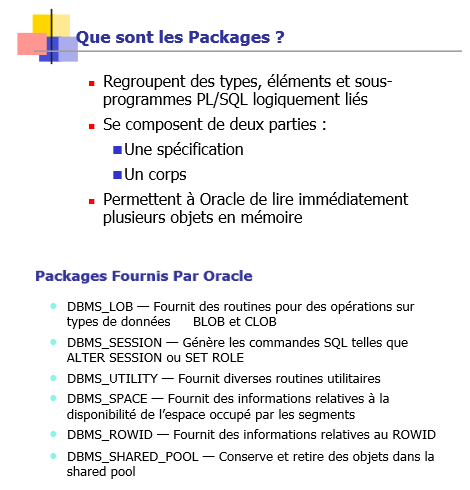 Que sont les Packages ?
Regroupent des types, éléments et sous-
programmes PL/SQL logiquement liés
Se composent de deux parties :
Une spécification
Un corps
Permettent à Oracle de lire immédiatement
plusieurs objets en mémoire
Packages Fournis Par Oracle
DBMS_LOB — Fournit des routines pour des opérations sur
types de données BLOB et CLOB
DBMS_SESSION — Génère les commandes SQL telles que
ALTER SESSION ou SET ROLE
DBMS_UTILITY — Fournit diverses routines utilitaires
DBMS_SPACE — Fournit des informations relatives à la
disponibilité de l’espace occupé par les segments
DBMS_ROWID — Fournit des informations relatives au ROWID
DBMS_SHARED_POOL — Conserve et retire des objets dans la
shared pool